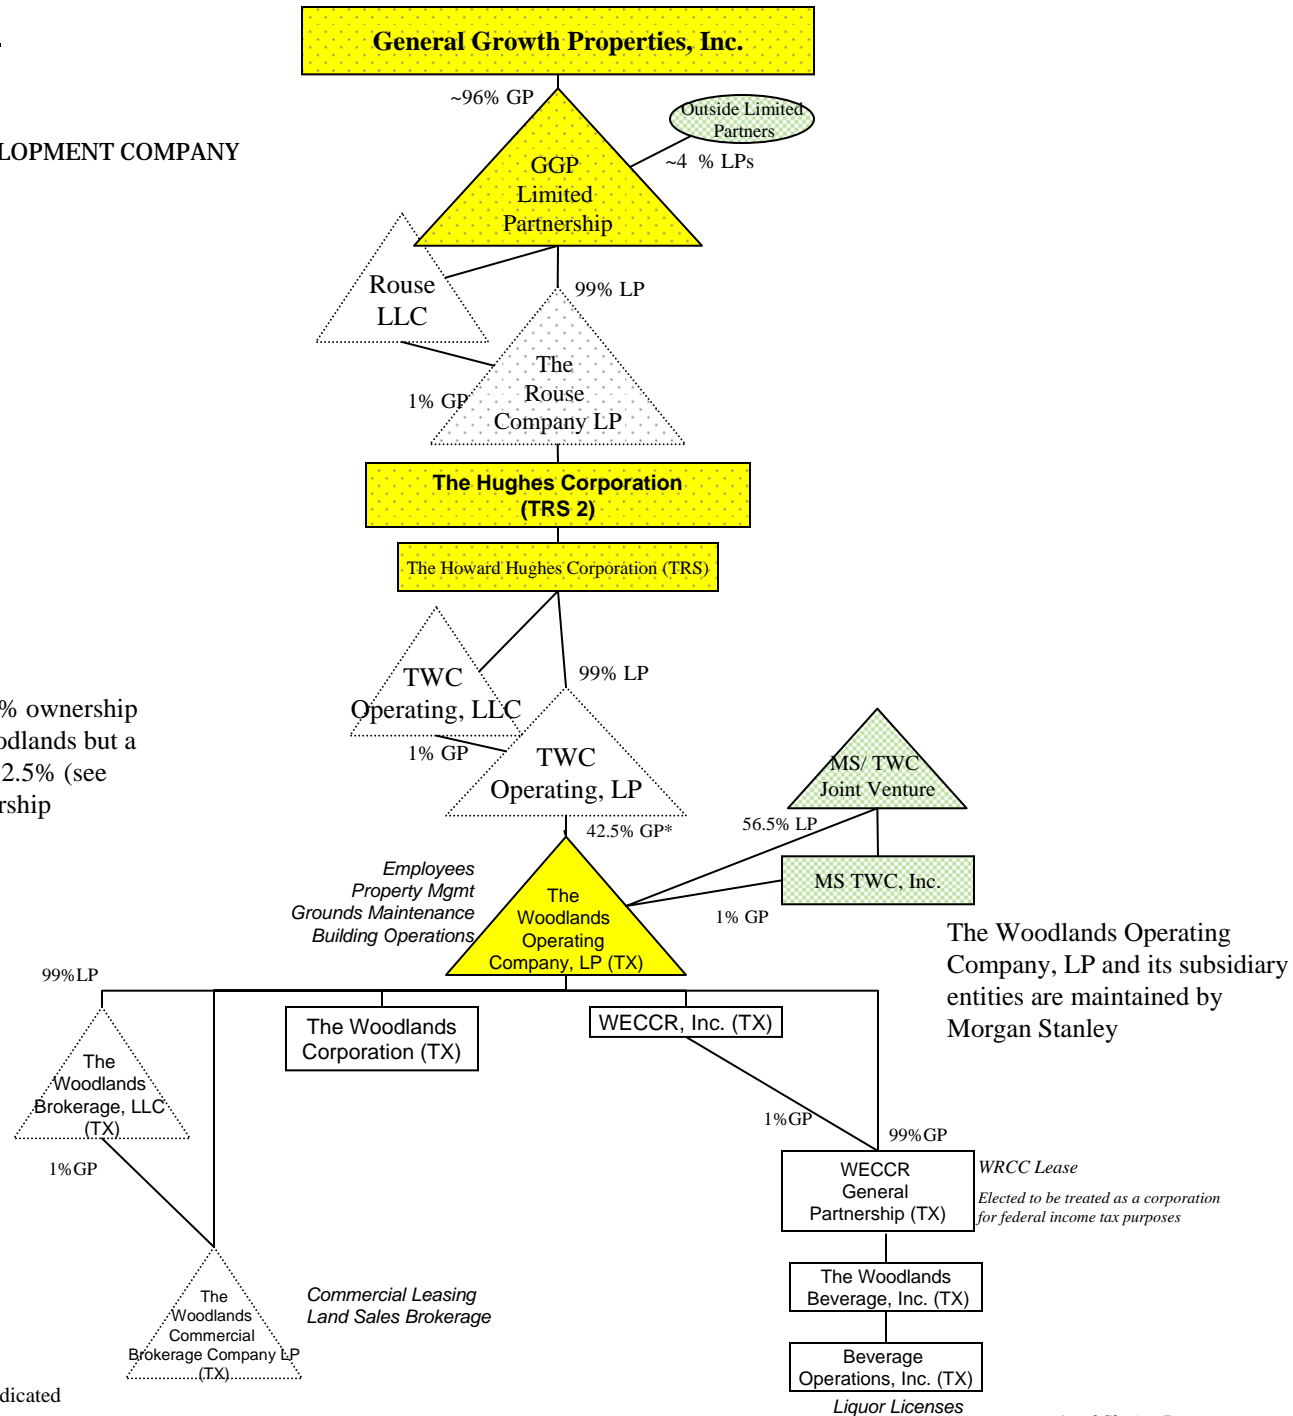 General Growth Properties, Inc.
~96% GP
Outside Limited
Partners
~4 % LPs
LOPMENT COMPANY
GGP
Limited
Partnership
Rouse
LLC
99% LP
The
Rouse
Company LP
1% GP
The Hughes Corporation
(TRS 2)
The Howard Hughes Corporation (TRS)
TWC
Operating, LLC
99% LP
1% GP
TWC
Operating, LP
% ownership
odlands but a
2.5% (see
rship
MS/ TWC
Joint Venture
42.5% GP*
56.5% LP
MS TWC, Inc.
1% GP
Employees
Property Mgmt
Grounds Maintenance
Building Operations
The
Woodlands
Operating
Company, LP (TX)
The Woodlands Operating
Company, LP and its subsidiary
entities are maintained by
Morgan Stanley
99%LP
The
Woodlands
Brokerage, LLC
(TX)
The Woodlands
Corporation (TX)
WECCR, Inc. (TX)
1%GP
1%GP
99%GP
WECCR
General
Partnership (TX)
WRCC Lease
Elected to be treated as a corporation
for federal income tax purposes
The Woodlands
Beverage, Inc. (TX)
The
Woodlands
Commercial
Brokerage Company LP
(TX)
Commercial Leasing
Land Sales Brokerage
Beverage
Operations, Inc. (TX)
Liquor Licenses
dicated